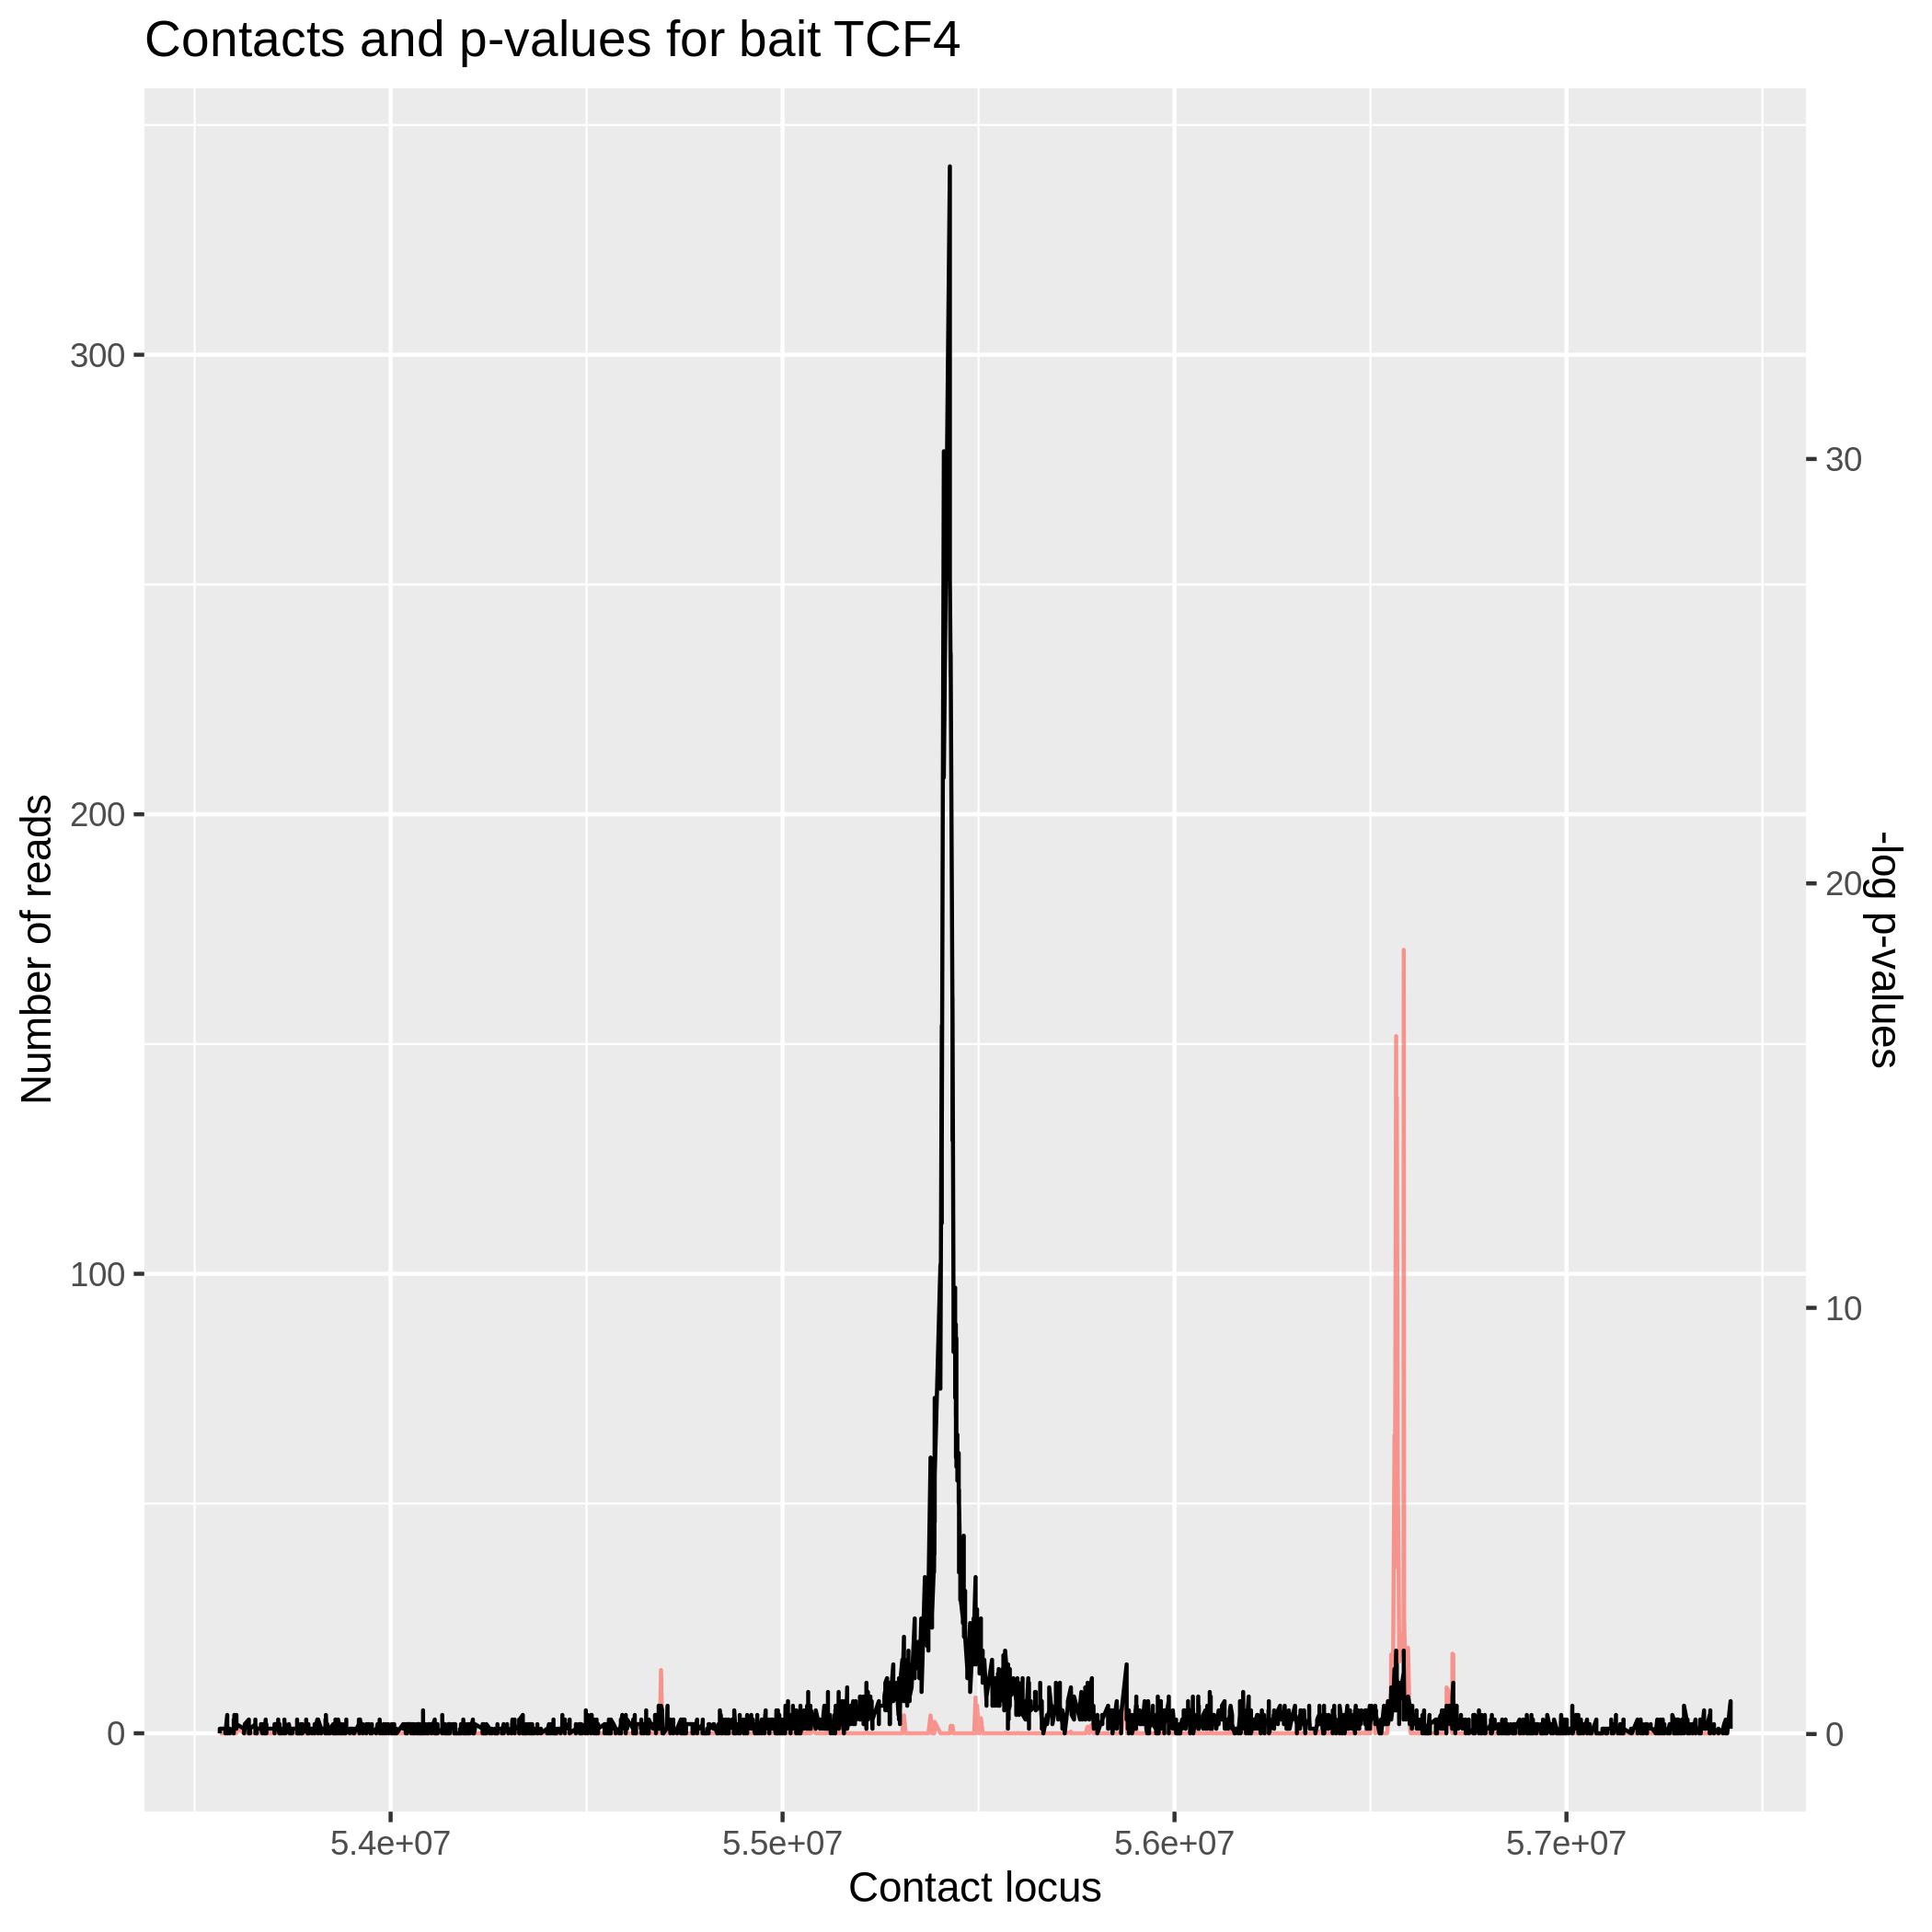 Contacts and p-values for bait TCF4
Number of reads
300
200
100
0
30
20
10
0
-log p-values
5.4e+07
5.5e+07
5.6e+07
5.7e+07
Contact locus